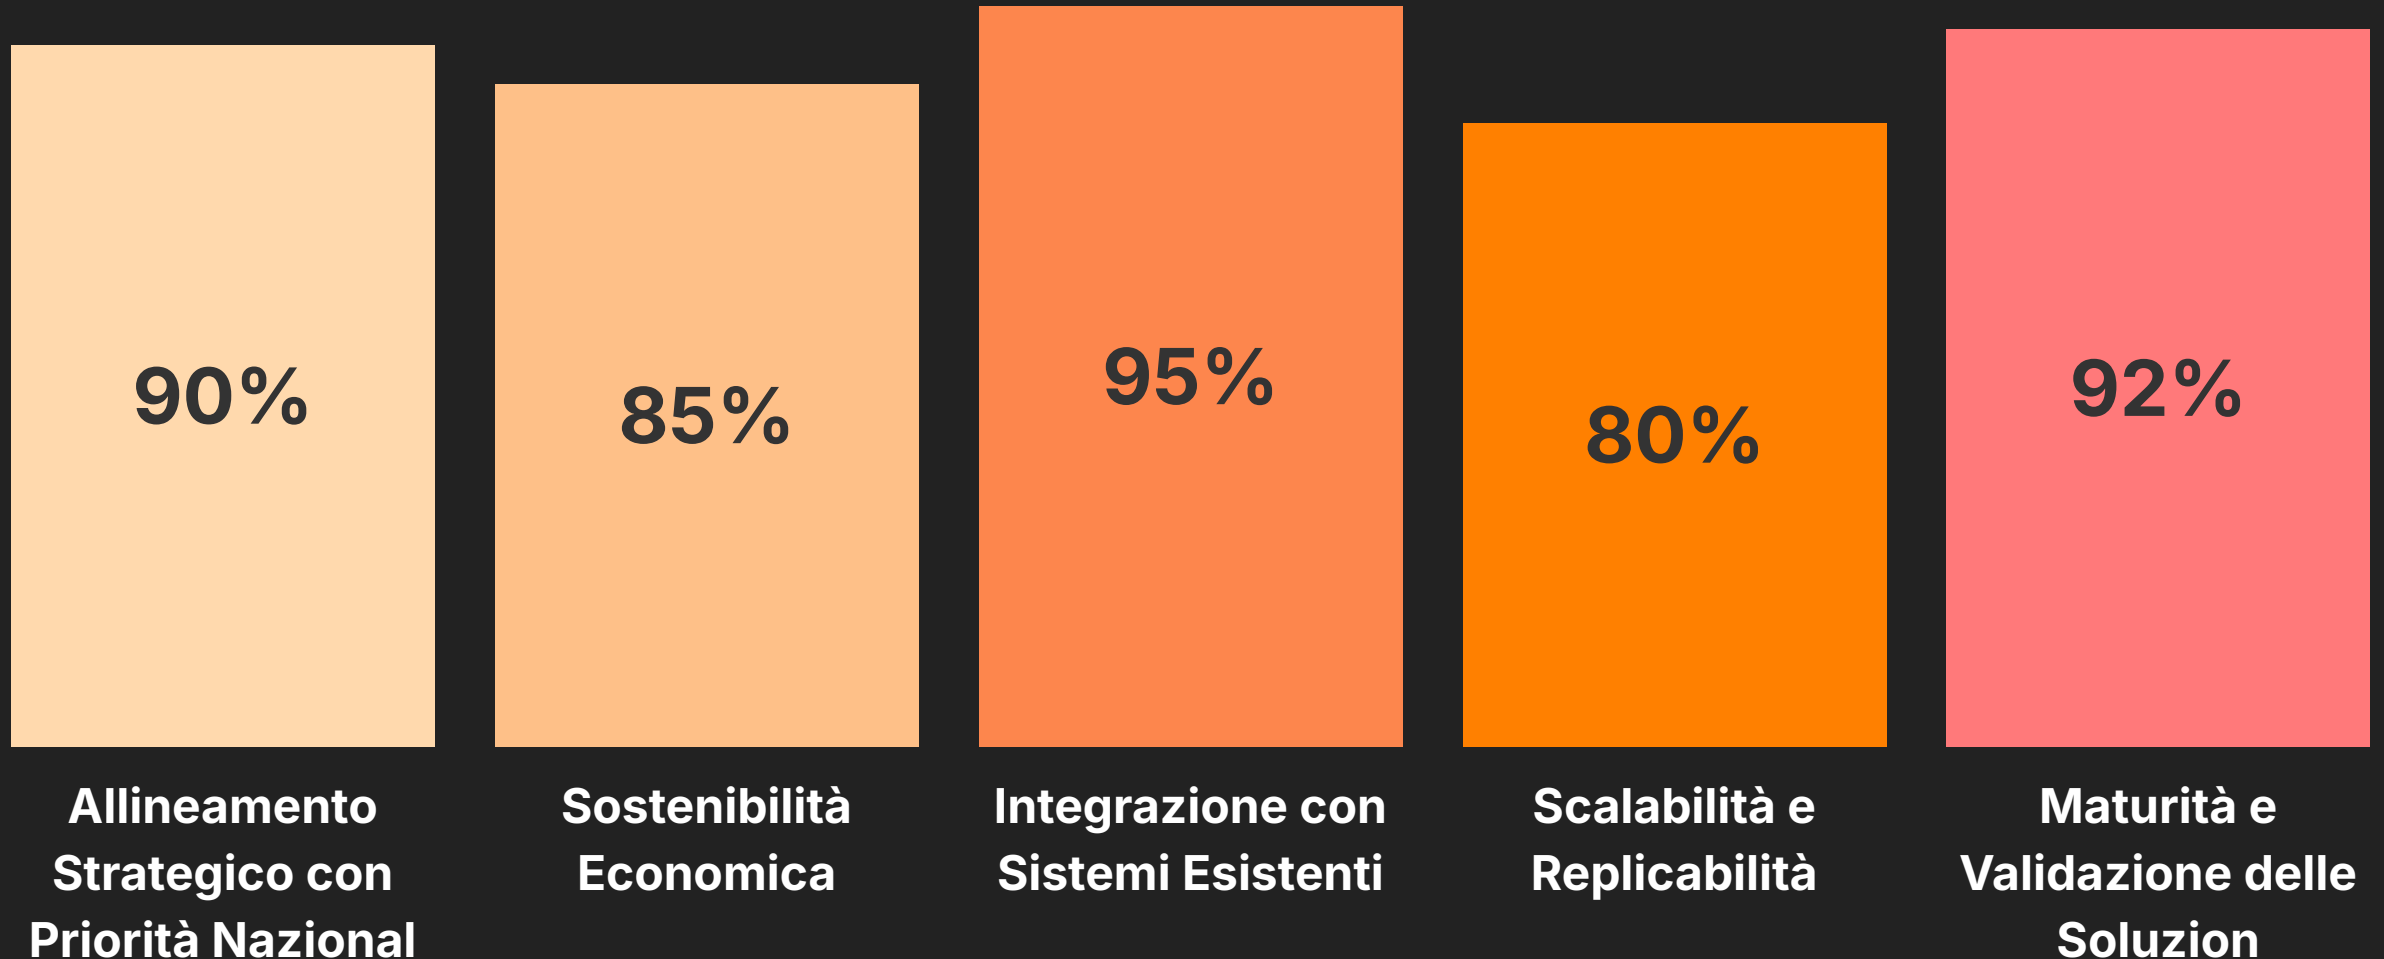 90%
85%
95%
80%
92%
Allineamento
Strategico con
Priorità Nazional
Sostenibilità
Economica
Integrazione con
Sistemi Esistenti
Scalabilità e
Replicabilità
Maturità e
Validazione delle
Soluzion